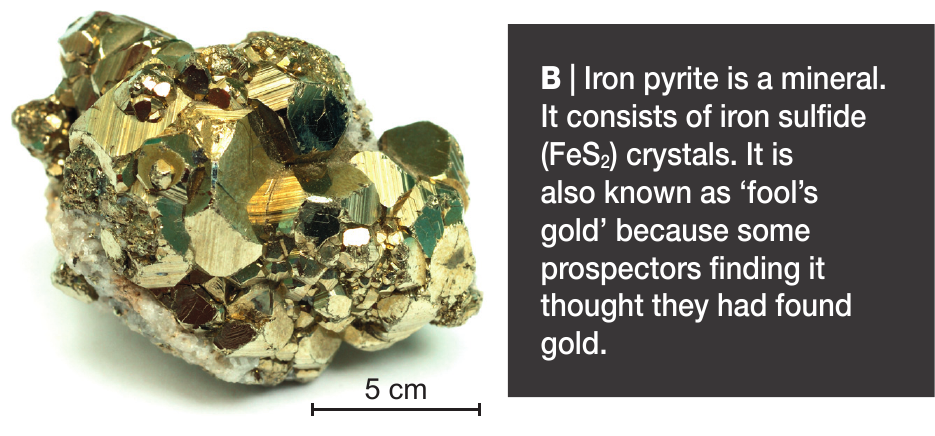 B | Iron pyrite is a mineral.
It consists of iron sulfide
(FeS₂) crystals. It is
also known as ‘fool’s
gold’ because some
prospectors finding it
thought they had found
gold.
5 cm